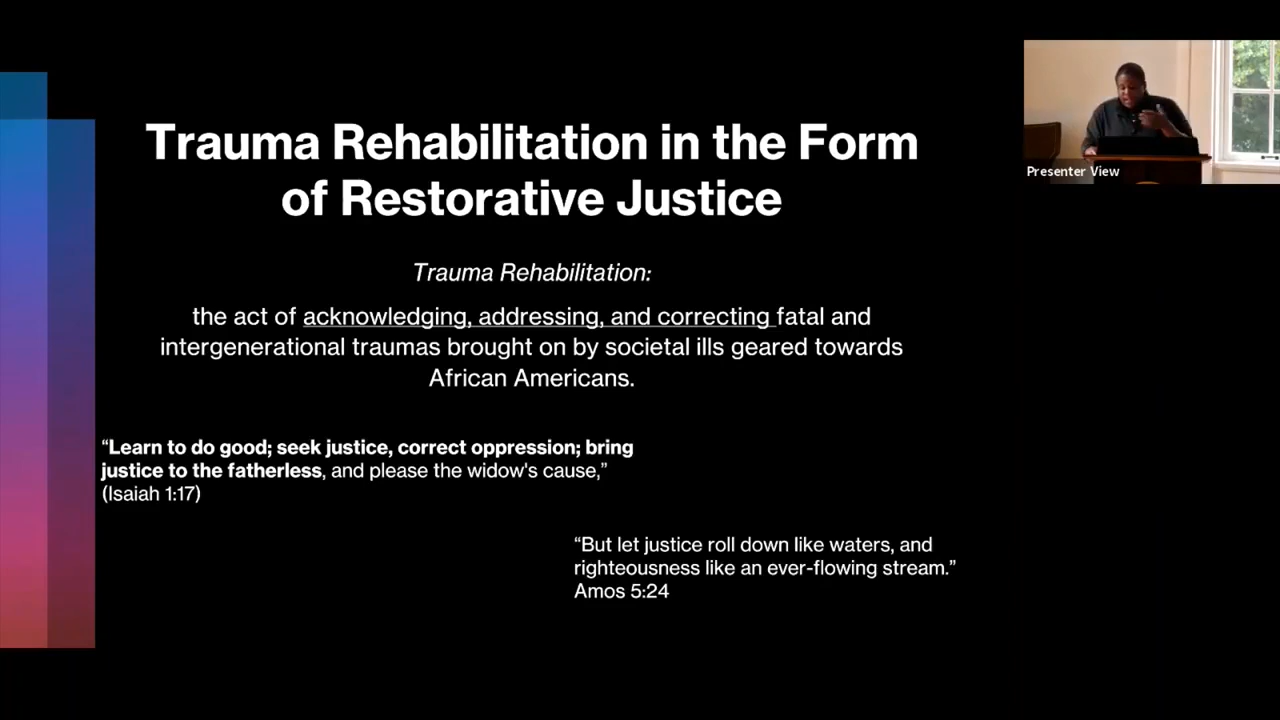 Trauma Rehabilitation in the Form
of Restorative Justice
Presenter View
Trauma Rehabilitation:
the act of acknowledging, addressing, and correcting fatal and
intergenerational traumas brought on by societal ills geared towards
African Americans.
“Learn to do good; seek justice, correct oppression; bring
justice to the fatherless, and please the widow's cause,”
(Isaiah 1:17)
“But let justice roll down like waters, and
righteousness like an ever-flowing stream.”
Amos 5:24